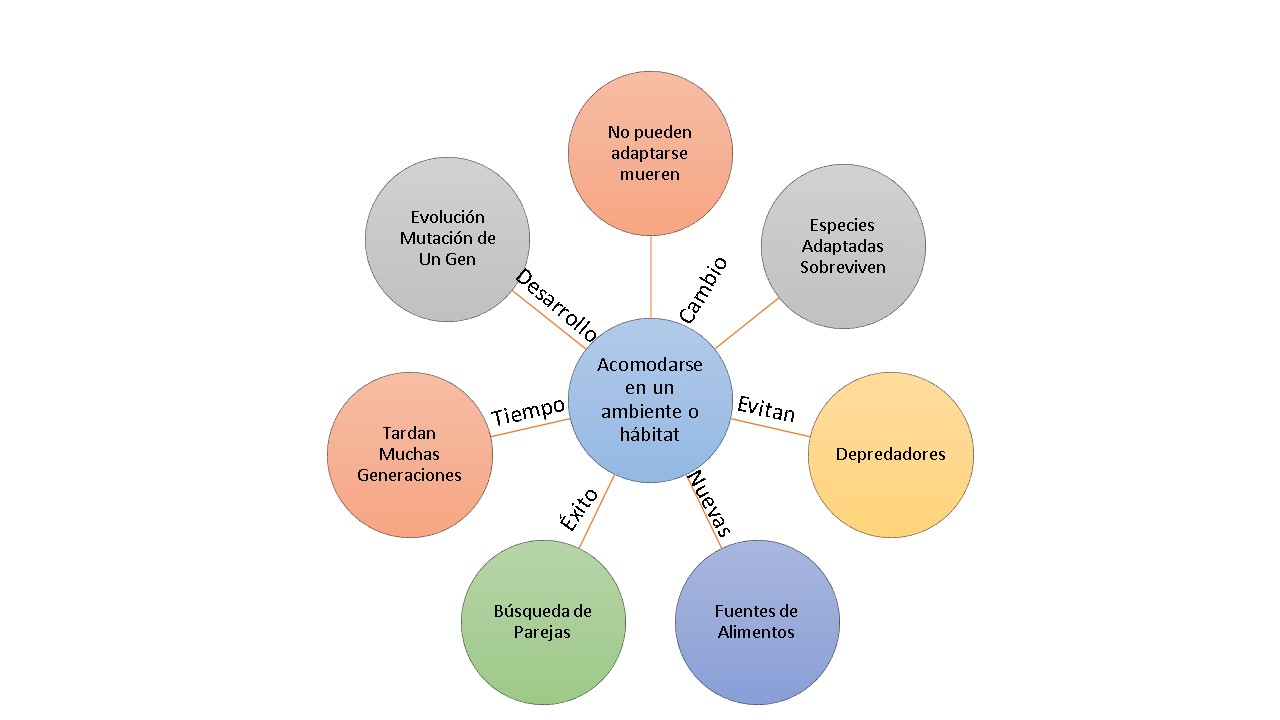 No pueden
adaptarse
mueren
Especies
Adaptadas
Sobreviven
Evolución
Mutación de
Un Gen
Desarrollo
Cambio
Acomodarse
en un
ambiente o
hábitat
Tiempo
Evitan
Tardan
Muchas
Generaciones
Depredadores
Éxito
Nuevas
Búsqueda de
Parejas
Fuentes de
Alimentos